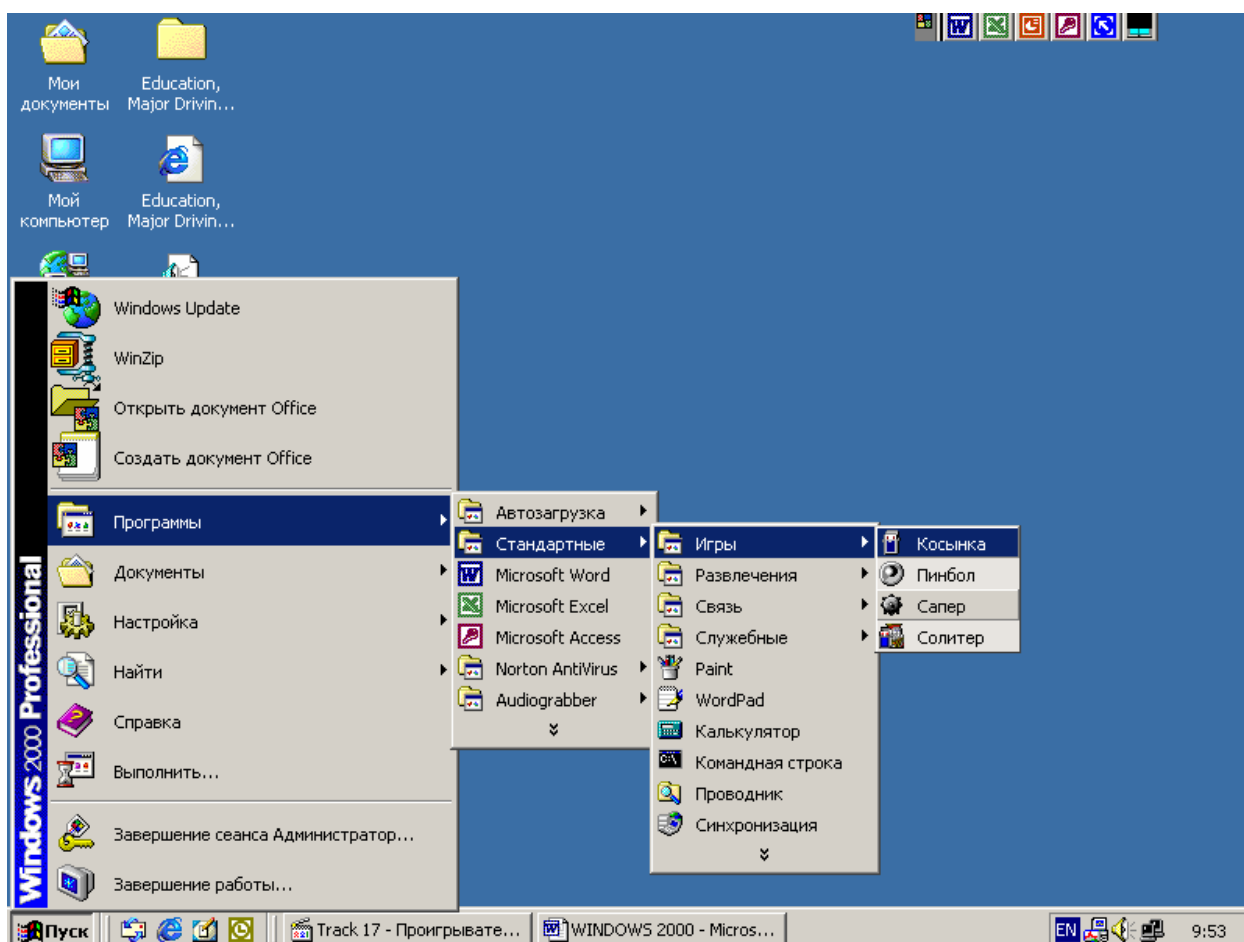 Мои
документы
Education,
Major Drivin...
Мой
компьютер
Education,
Major Drivin...
Windows 2000 Professional
Windows Update
WinZip
Открыть документ Office
Создать документ Office
Программы
Документы
Настройка
Найти
Справка
Выполнить...
Завершение сеанса Администратор...
Завершение работы...
Автозагрузка
Стандартные
Microsoft Word
Microsoft Excel
Microsoft Access
Norton AntiVirus
Audiograbber
Игры
Развлечения
Связь
Служебные
Paint
WordPad
Калькулятор
Командная строка
Проводник
Синхронизация
Косынка
Пинбол
Сапер
Солитер
Пуск
Track 17 - Проигрывате...
WINDOWS 2000 - Micros...
EN
9:53